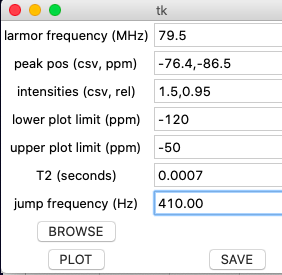 tk
larmor frequency (MHz) 79.5
peak pos (csv, ppm) -76.4,-86.5
intensities (csv, rel) 1.5,0.95
lower plot limit (ppm) -120
upper plot limit (ppm) -50
T2 (seconds) 0.0007
jump frequency (Hz) 410.00
BROWSE
PLOT SAVE